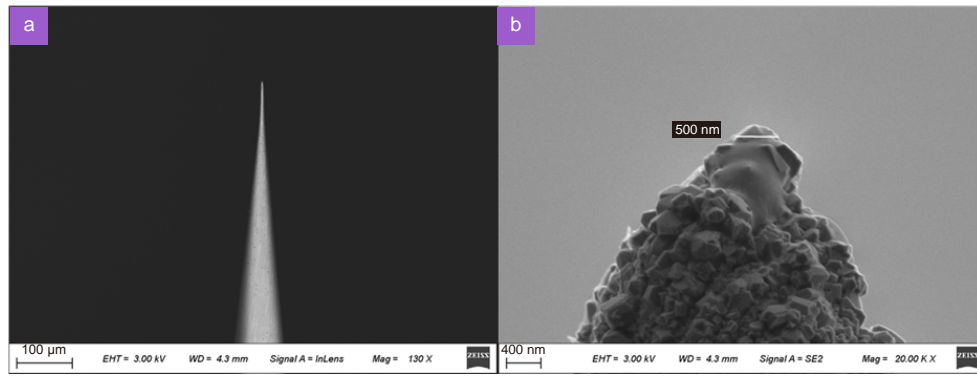 a
b
500 nm
100 µm
EHT = 3.00 kV
WD = 4.3 mm
Signal A = InLens
Mag = 130 X
ZEISS
400 nm
EHT = 3.00 kV
WD = 4.3 mm
Signal A = SE2
Mag = 20.00 K X
ZEISS